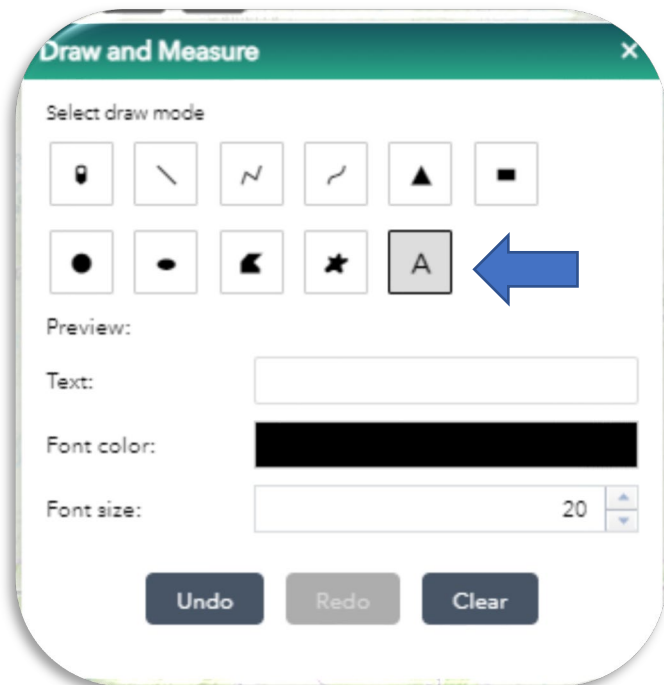 Draw and Measure ×
Select draw mode
A
Preview:
Text:
Font color:
Font size: 20
Undo Redo Clear